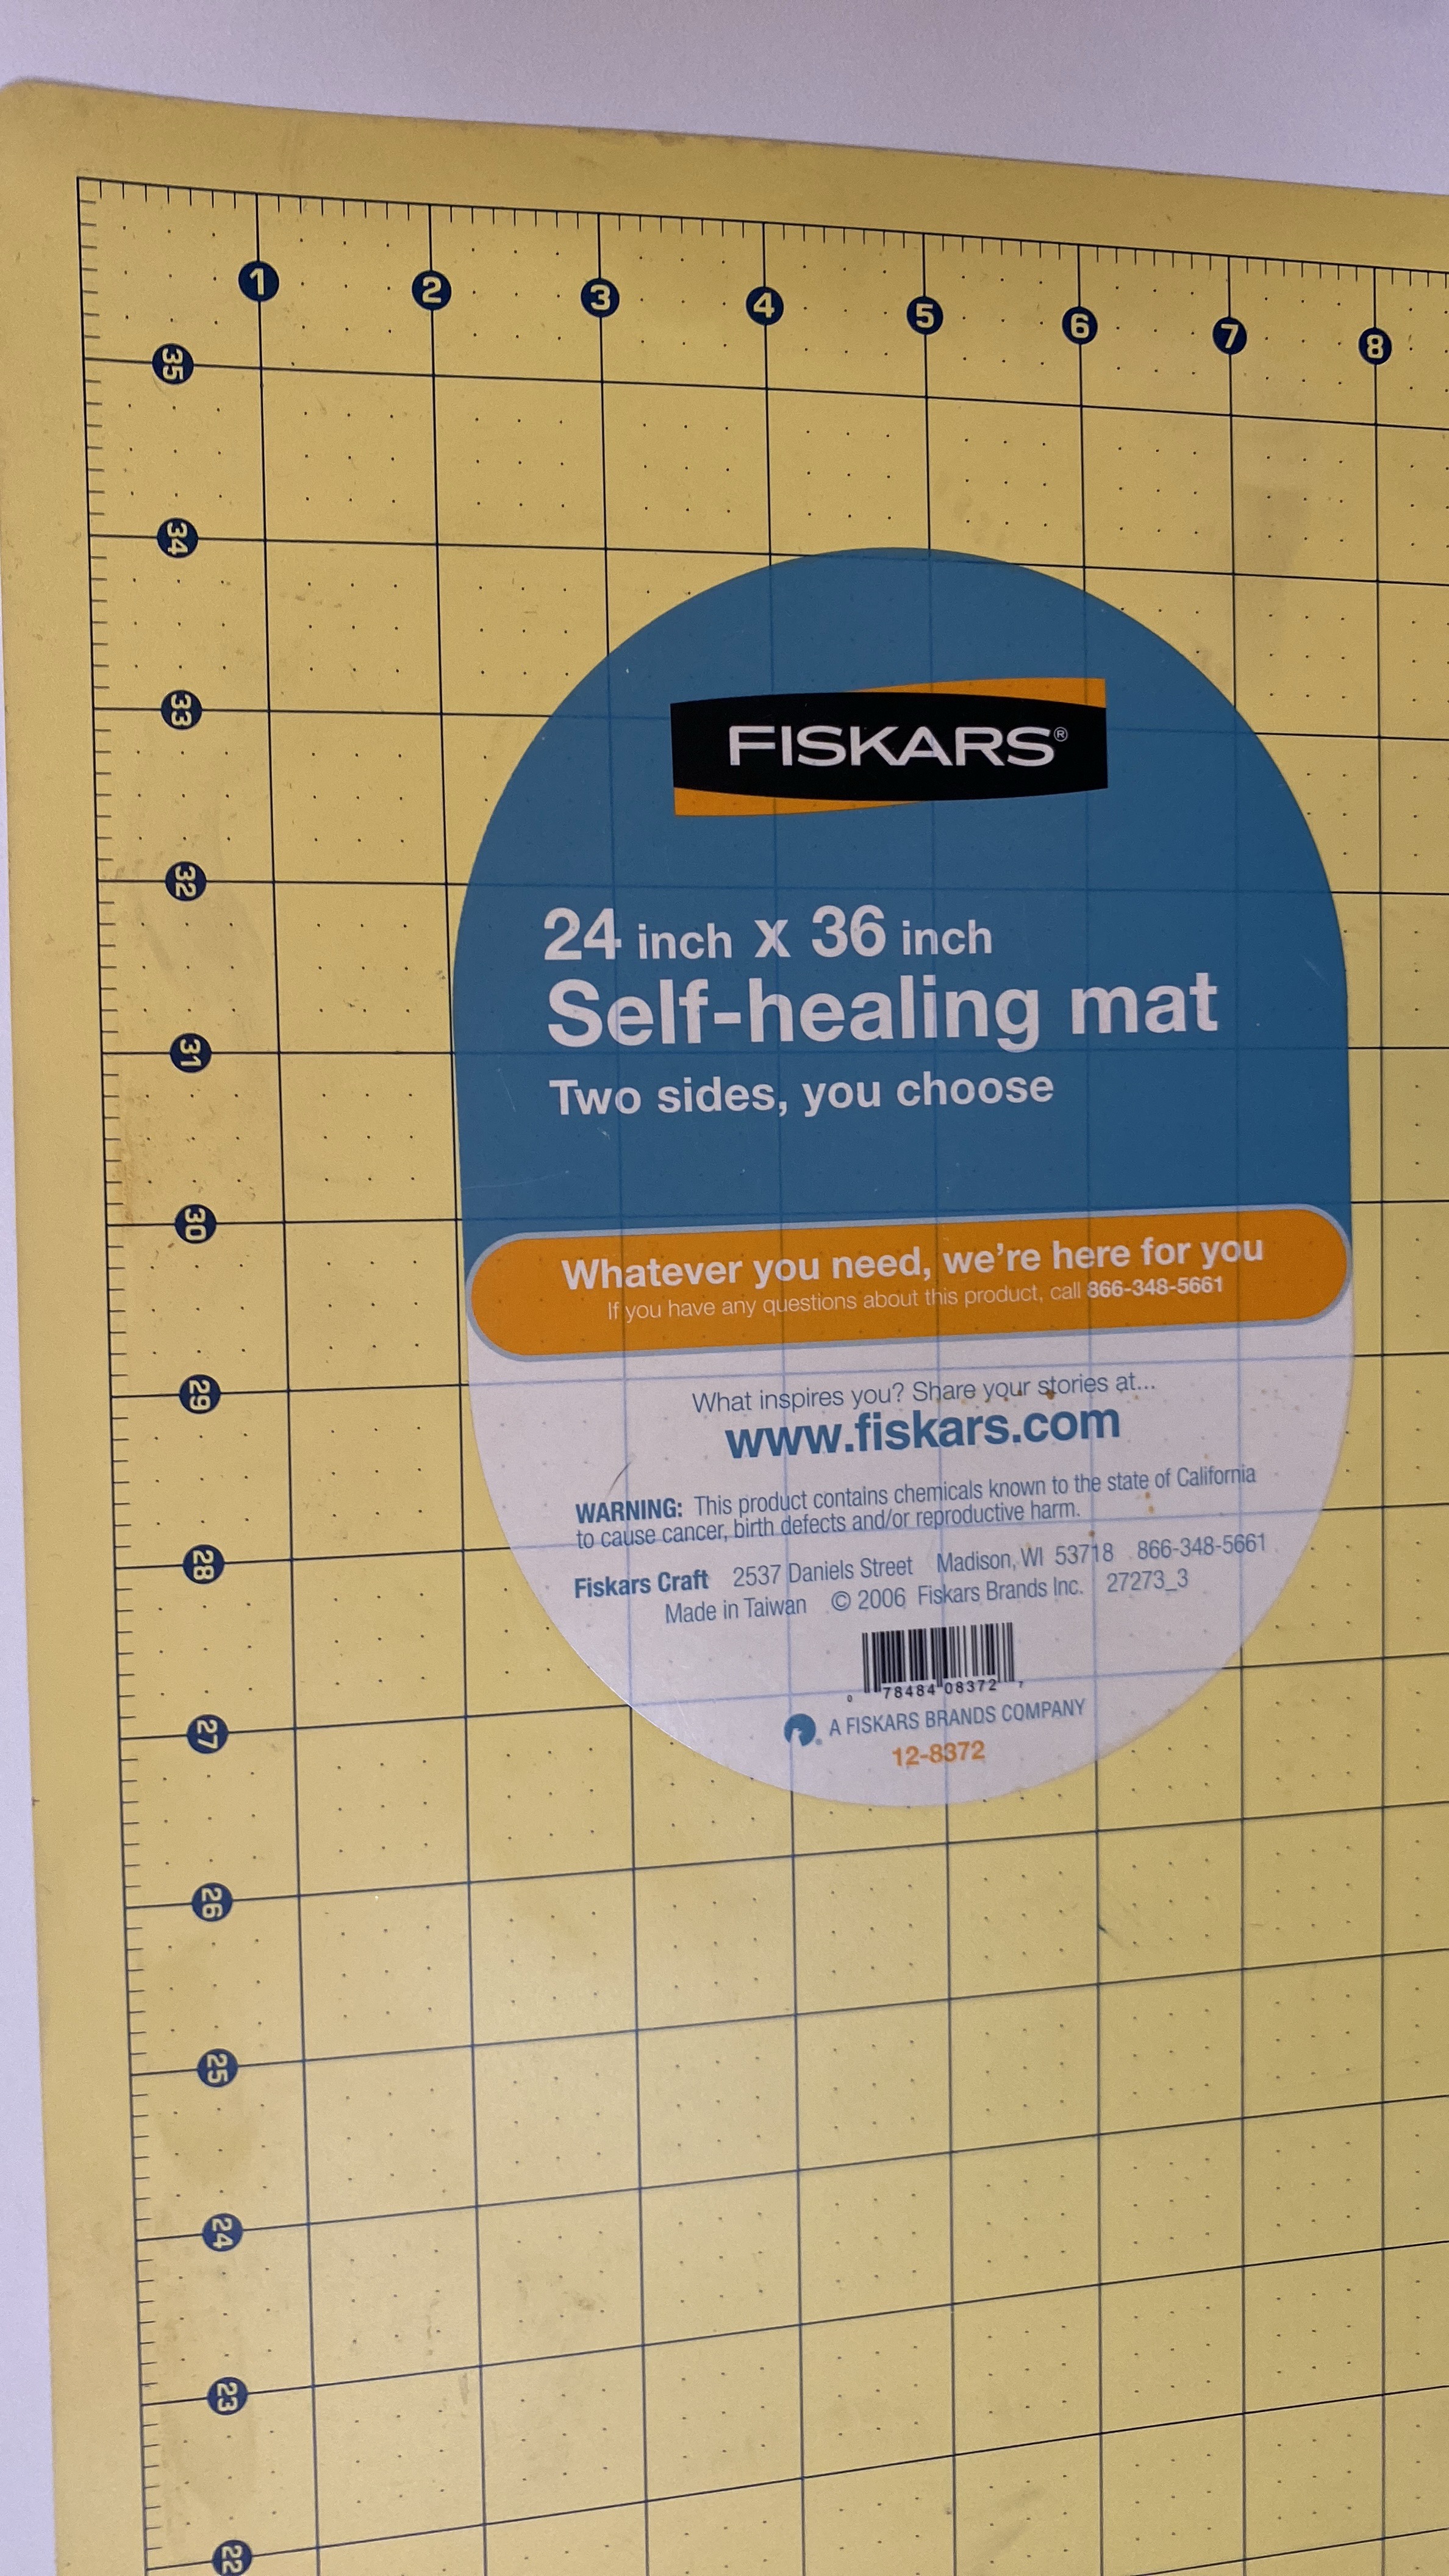 1 2 3 4 5 6 7 8
35
34
33
FISKARS®
32
24 inch x 36 inch
Self-healing mat
31
Two sides, you choose
30
Whatever you need, we're here for you
If you have any questions about this product, call 866-348-5661
29
What inspires you? Share your stories at...
www.fiskars.com
WARNING: This product contains chemicals known to the state of California
to cause cancer, birth defects and/or reproductive harm.
28
Fiskars Craft 2537 Daniels Street Madison, WI 53718 866-348-5661
Made in Taiwan © 2006 Fiskars Brands Inc. 27273_3
0 78484 08372 7
27
A FISKARS BRANDS COMPANY
12-8372
26
25
24
23
22